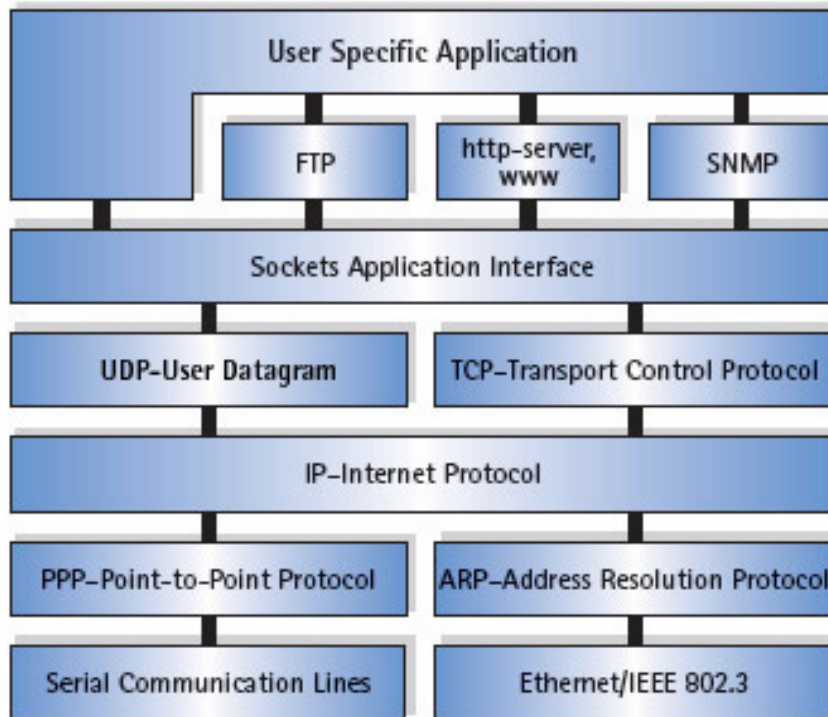 User Specific Application
FTP
http-server,
www
SNMP
Sockets Application Interface
UDP-User Datagram
TCP-Transport Control Protocol
IP-Internet Protocol
PPP-Point-to-Point Protocol
ARP-Address Resolution Protocol
Serial Communication Lines
Ethernet/IEEE 802.3